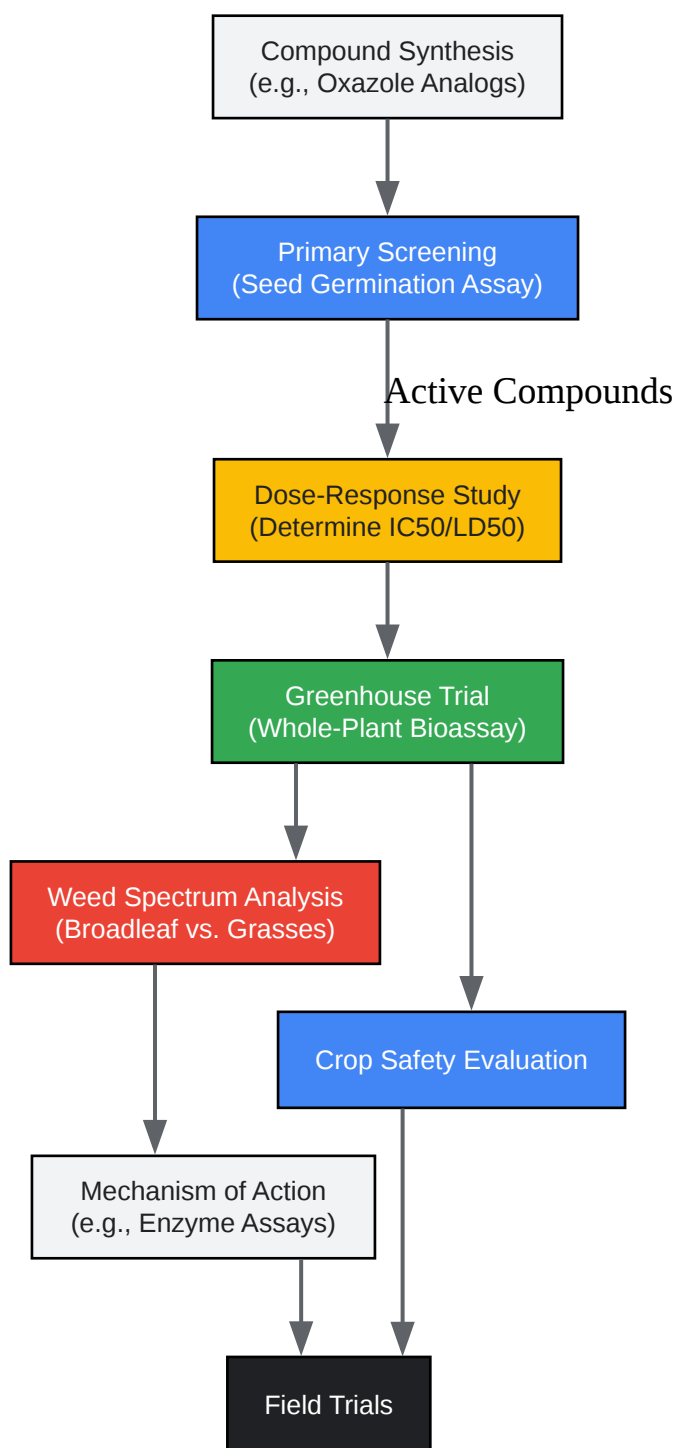 Compound Synthesis
(e.g., Oxazole Analogs)
Primary Screening
(Seed Germination Assay)
Active Compounds
Dose-Response Study
(Determine IC50/LD50)
Greenhouse Trial
(Whole-Plant Bioassay)
Weed Spectrum Analysis
(Broadleaf vs. Grasses)
Crop Safety Evaluation
Mechanism of Action
(e.g., Enzyme Assays)
Field Trials